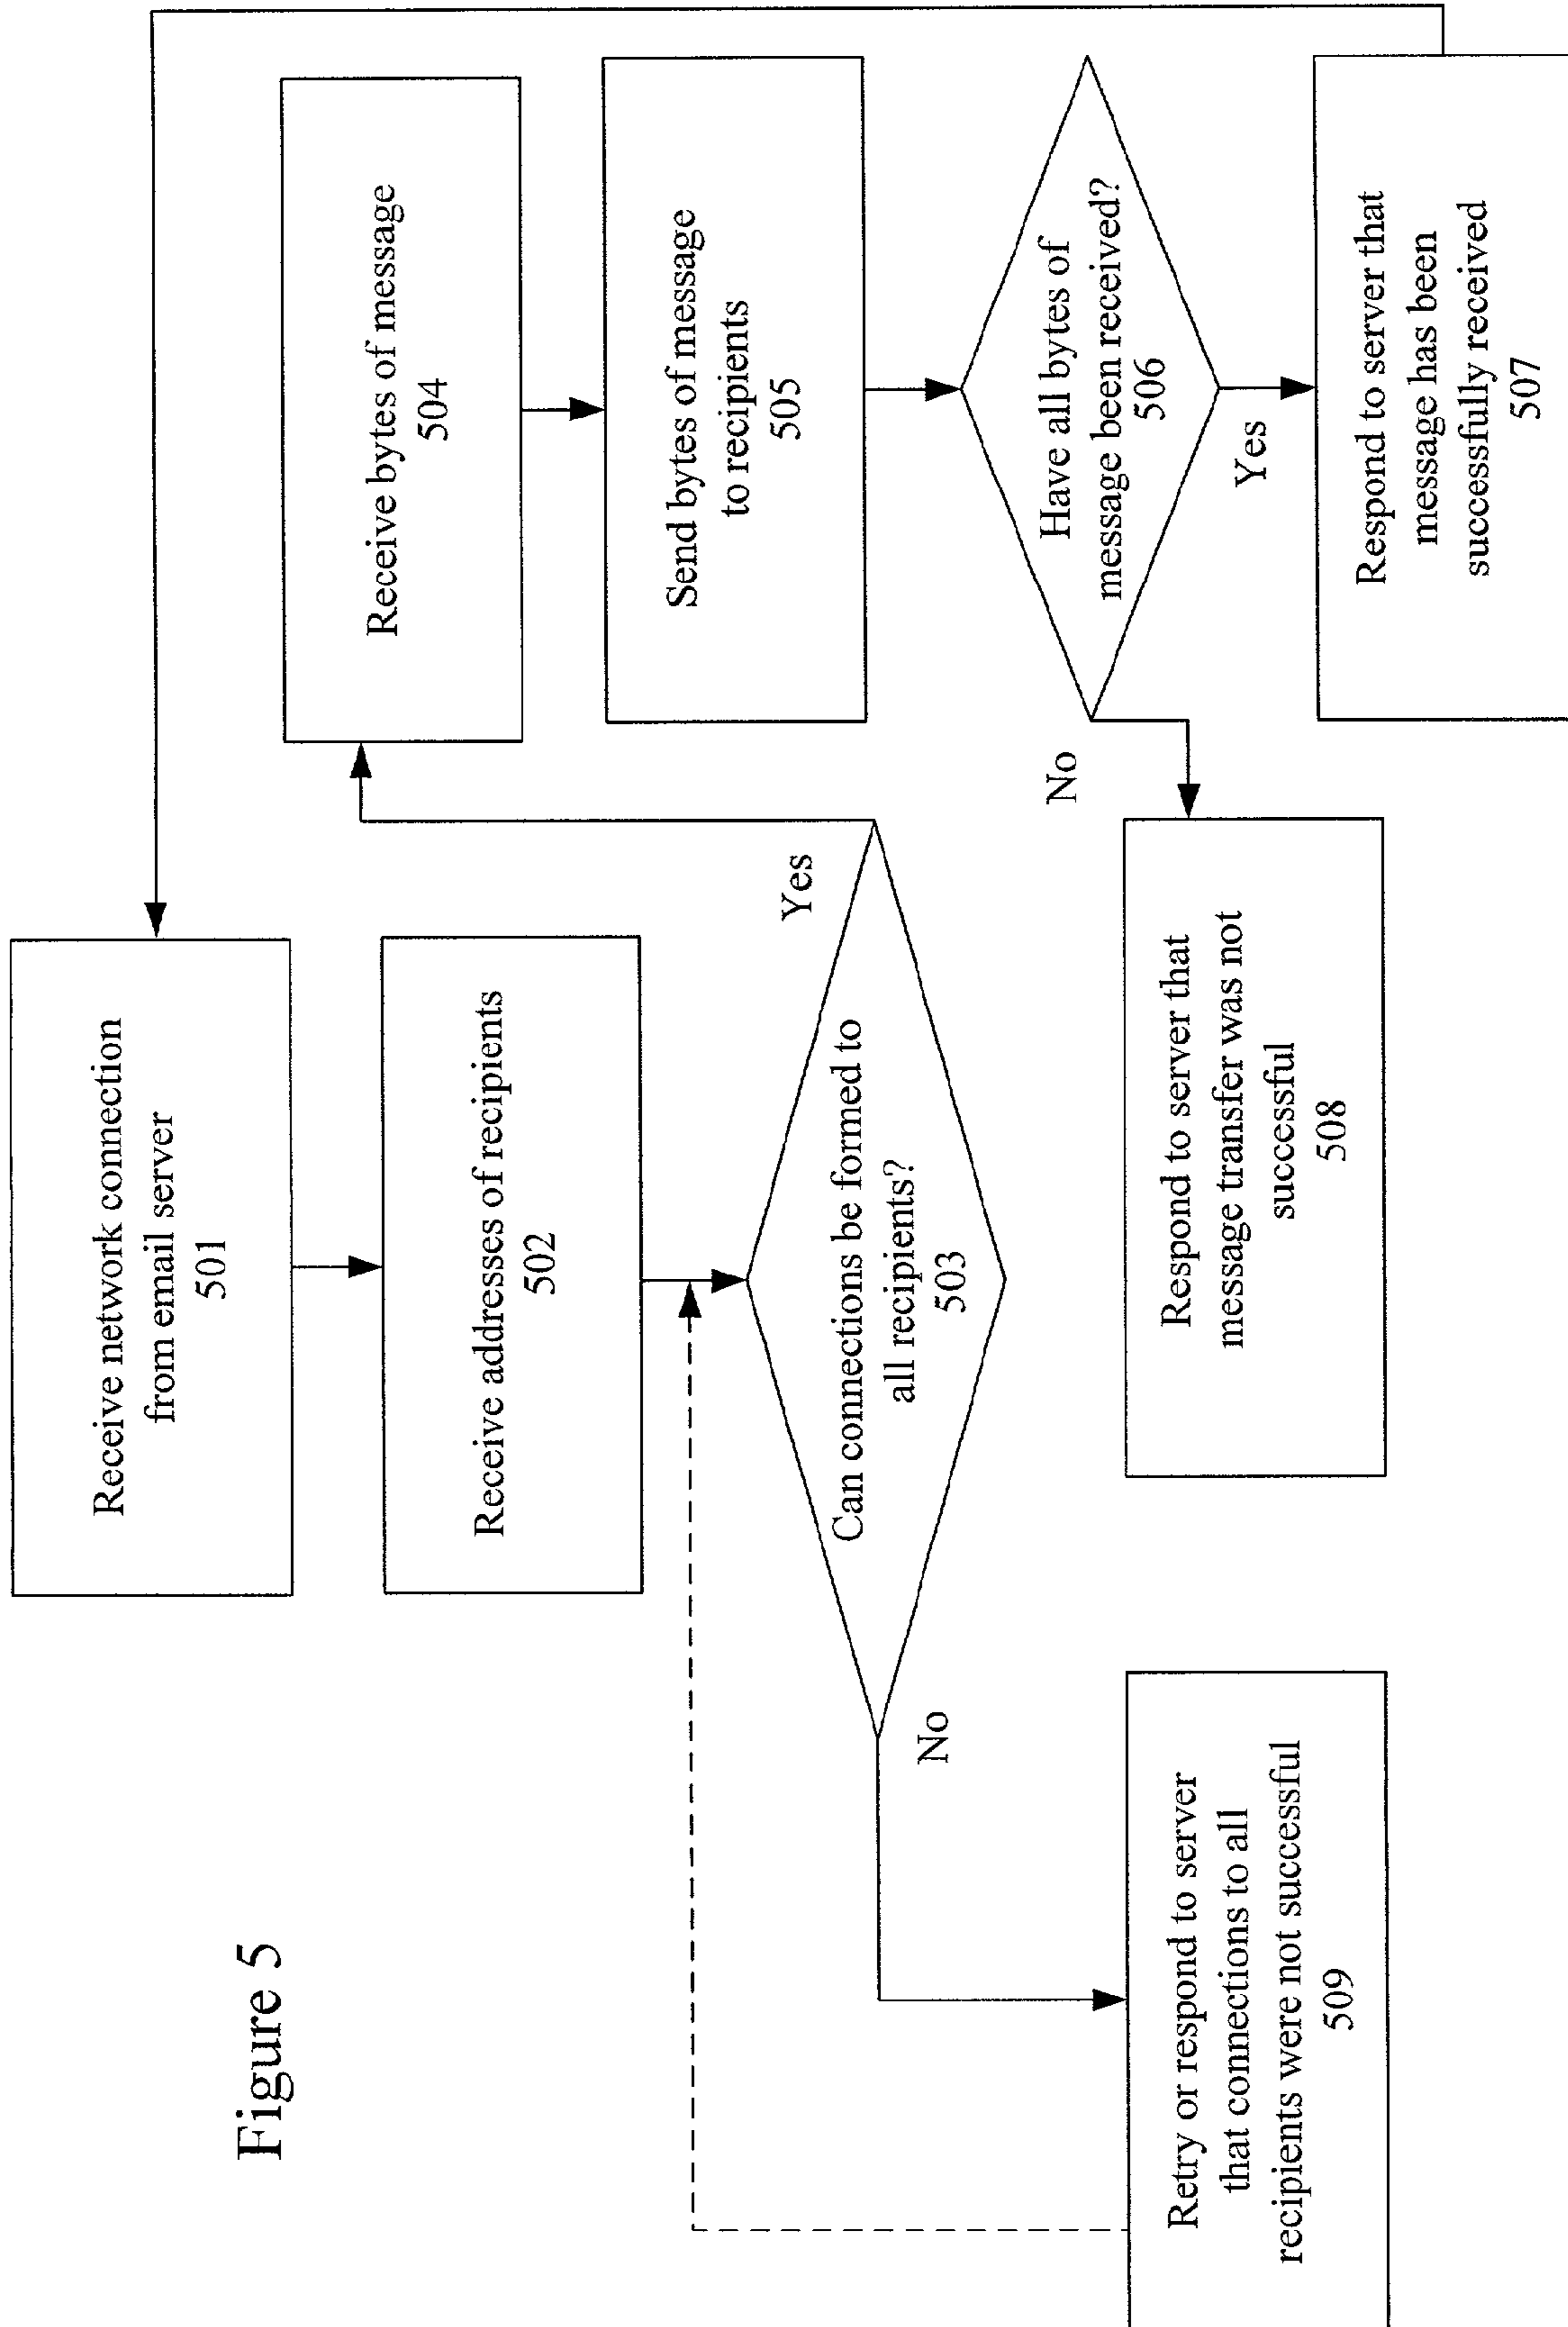 Figure 5
Receive network connection
from email server
501
Receive addresses of recipients
502
Can connections be formed to
all recipients?
503
Yes
No
Receive bytes of message
504
Send bytes of message
to recipients
505
Have all bytes of
message been received?
506
No
Yes
Respond to server that
message has been
successfully received
507
Respond to server that
message transfer was not
successful
508
Retry or respond to server
that connections to all
recipients were not successful
509